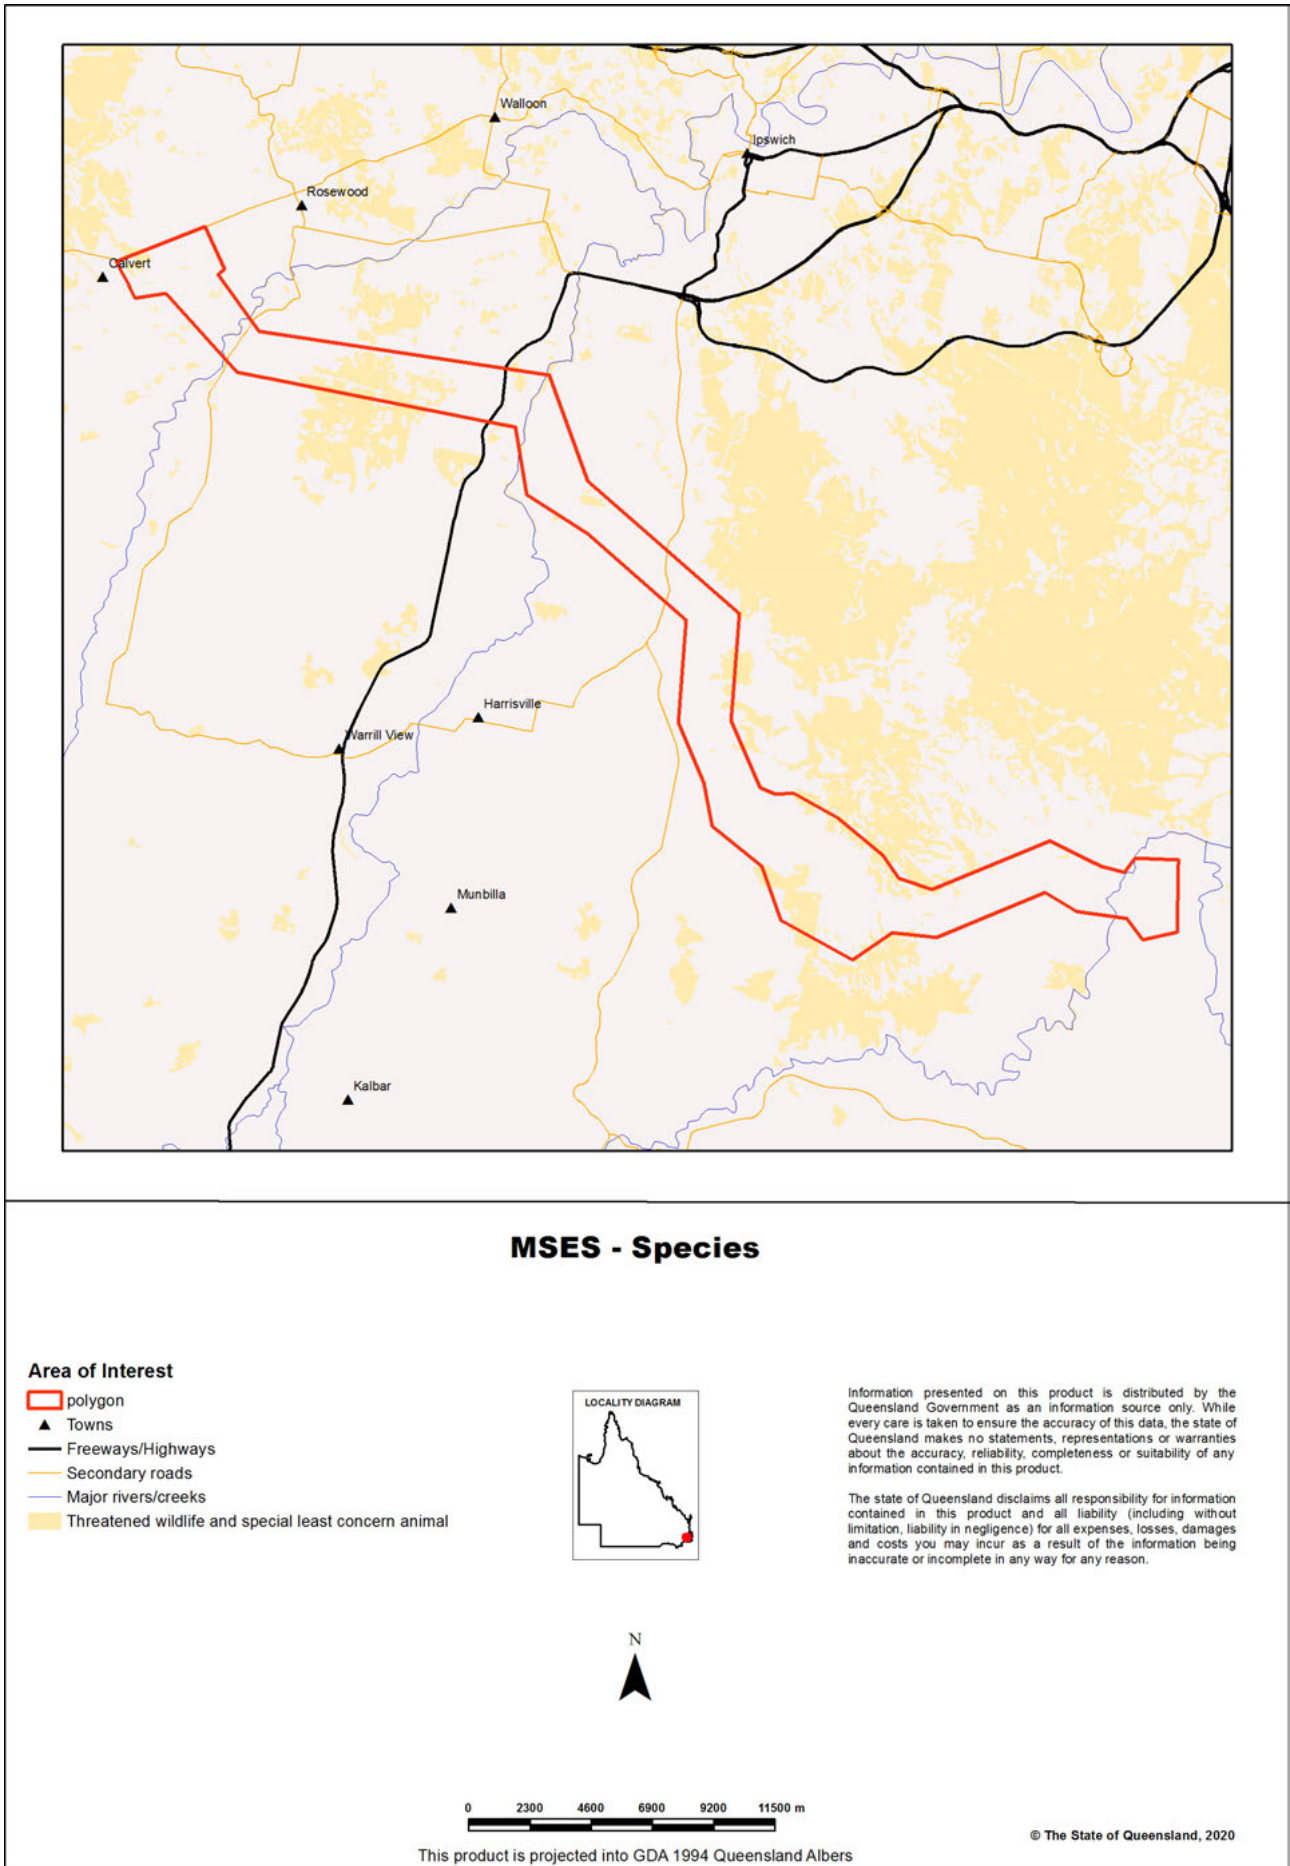 Walloon
Ipswich
Rosewood
Calvert
Harrisville
Warrill View
Munbilla
Kalbar
MSES - Species
Area of Interest
polygon
Towns
Freeways/Highways
Secondary roads
Major rivers/creeks
Threatened wildlife and special least concern animal
LOCALITY DIAGRAM
Information presented on this product is distributed by the
Queensland Government as an information source only. While
every care is taken to ensure the accuracy of this data, the state of
Queensland makes no statements, representations or warranties
about the accuracy, reliability, completeness or suitability of any
information contained in this product.
The state of Queensland disclaims all responsibility for information
contained in this product and all liability (including without
limitation, liability in negligence) for all expenses, losses, damages
and costs you may incur as a result of the information being
inaccurate or incomplete in any way for any reason.
N
0 2300 4600 6900 9200 11500 m
This product is projected into GDA 1994 Queensland Albers
© The State of Queensland, 2020